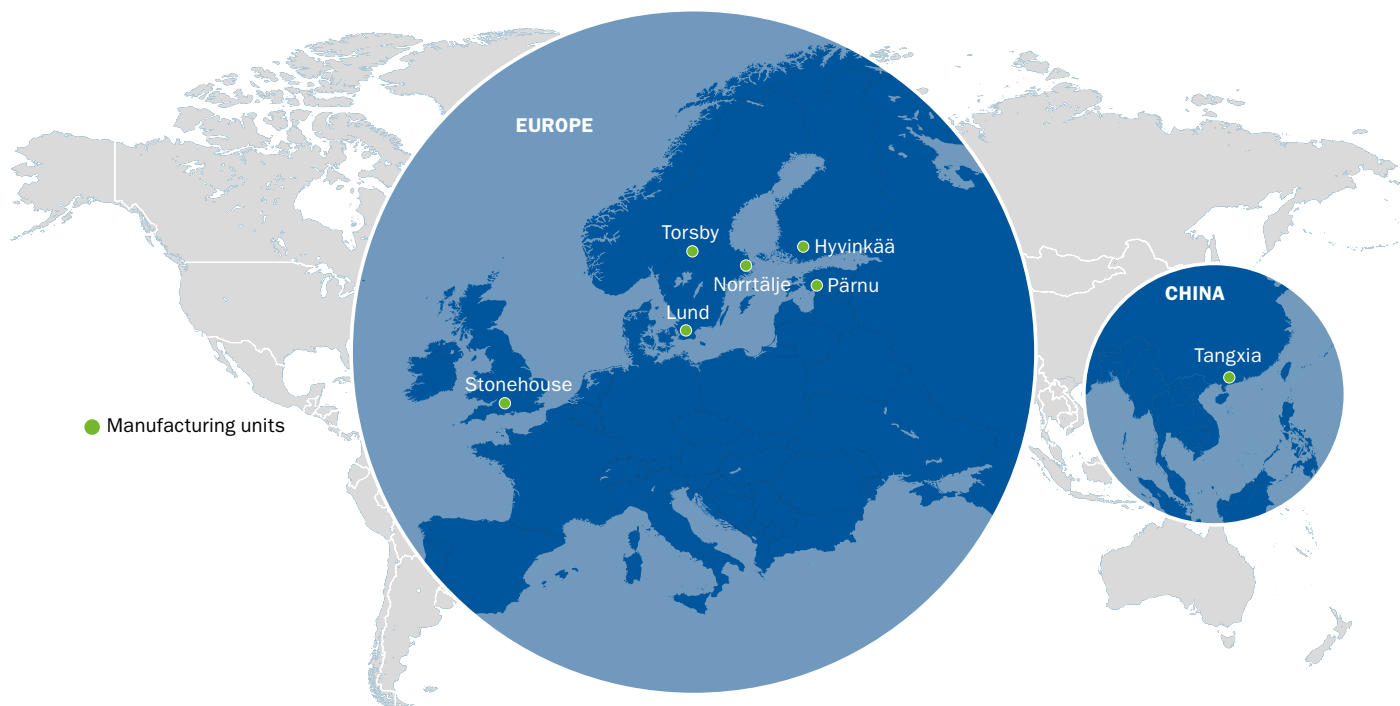 EUROPE
Torsby
Hyvinkää
Norrtälje
Pärnu
Lund
Stonehouse
Manufacturing units
CHINA
Tangxia